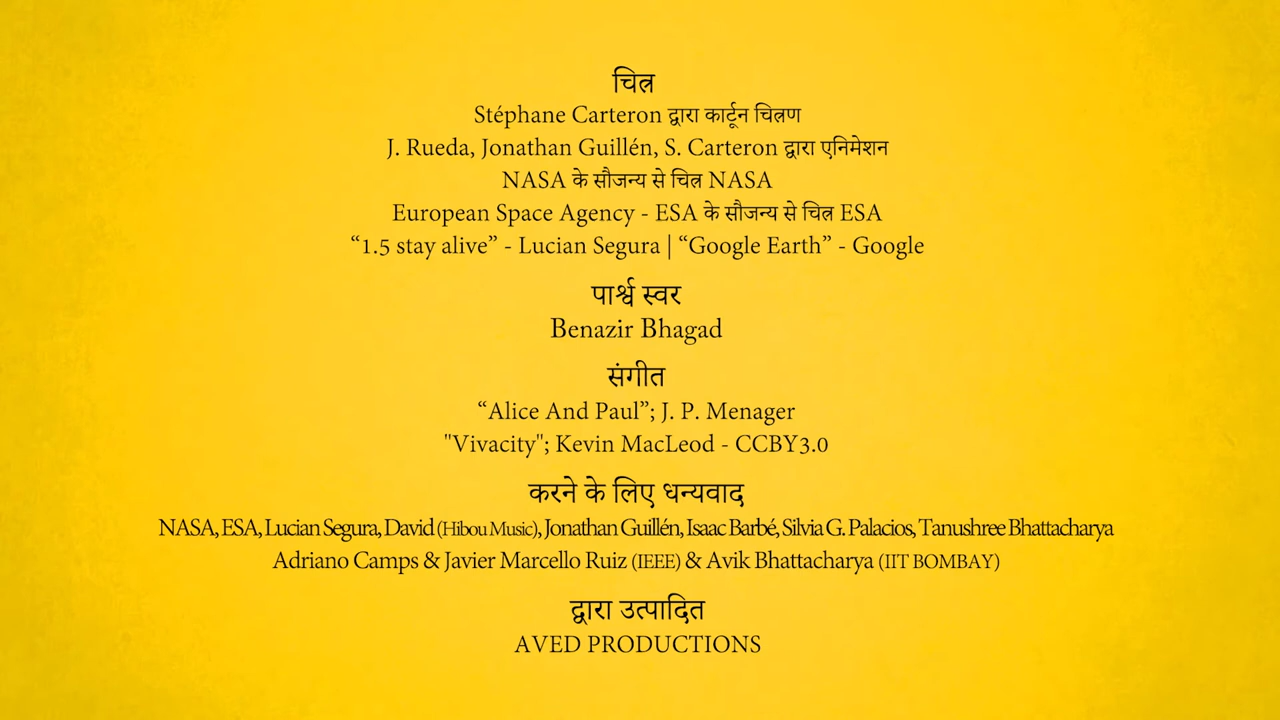 चित्र
Stéphane Carteron द्वारा कार्टून चित्रण
J. Rueda, Jonathan Guillén, S. Carteron द्वारा एनिमेशन
NASA के सौजन्य से चित्र NASA
European Space Agency - ESA के सौजन्य से चित्र ESA
“1.5 stay alive” - Lucian Segura | “Google Earth” - Google
पार्श्व स्वर
Benazir Bhagad
संगीत
“Alice And Paul”; J. P. Menager
"Vivacity"; Kevin MacLeod - CCBY3.0
करने के लिए धन्यवाद
NASA, ESA, Lucian Segura, David (Hibou Music), Jonathan Guillén, Isaac Barbé, Silvia G. Palacios, Tanushree Bhattacharya
Adriano Camps & Javier Marcello Ruiz (IEEE) & Avik Bhattacharya (IIT BOMBAY)
द्वारा उत्पादित
AVED PRODUCTIONS